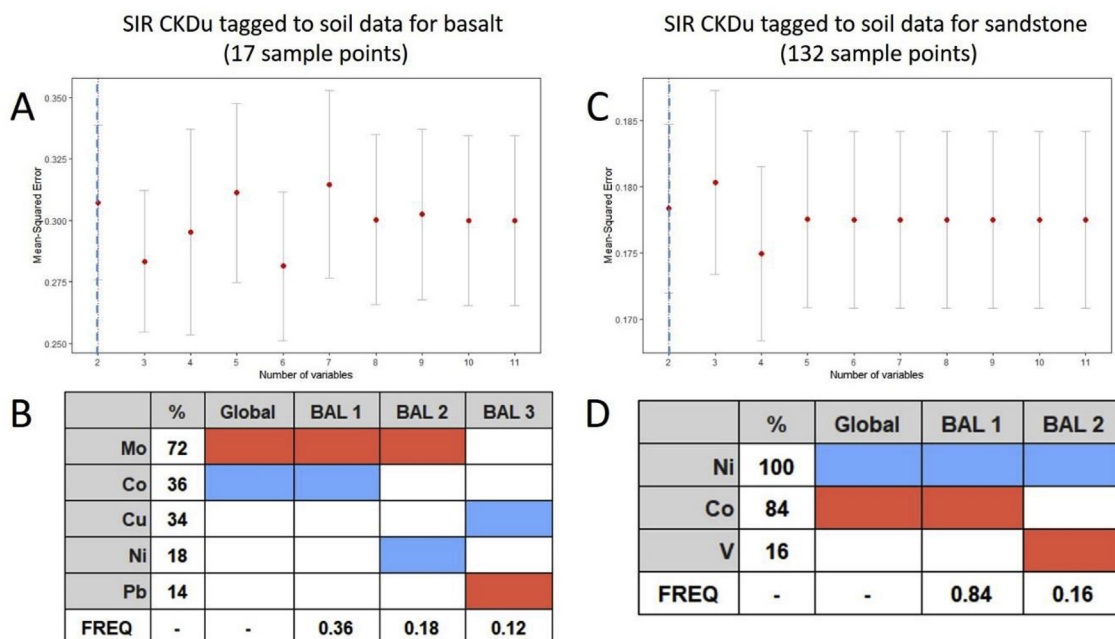 SIR CKDu tagged to soil data for basalt
(17 sample points)
SIR CKDu tagged to soil data for sandstone
(132 sample points)
A
0.350
0.325
0.300
0.275
0.250
Mean-Squared Error
2 3 4 5 6 7 8 9 10 11
Number of variables
C
0.185
0.180
0.175
0.170
Mean-Squared Error
2 3 4 5 6 7 8 9 10 11
Number of variables
B
% Global BAL 1 BAL 2 BAL 3
Mo 72
Co 36
Cu 34
Ni 18
Pb 14
FREQ - - 0.36 0.18 0.12
D
% Global BAL 1 BAL 2
Ni 100
Co 84
V 16
FREQ - - 0.84 0.16